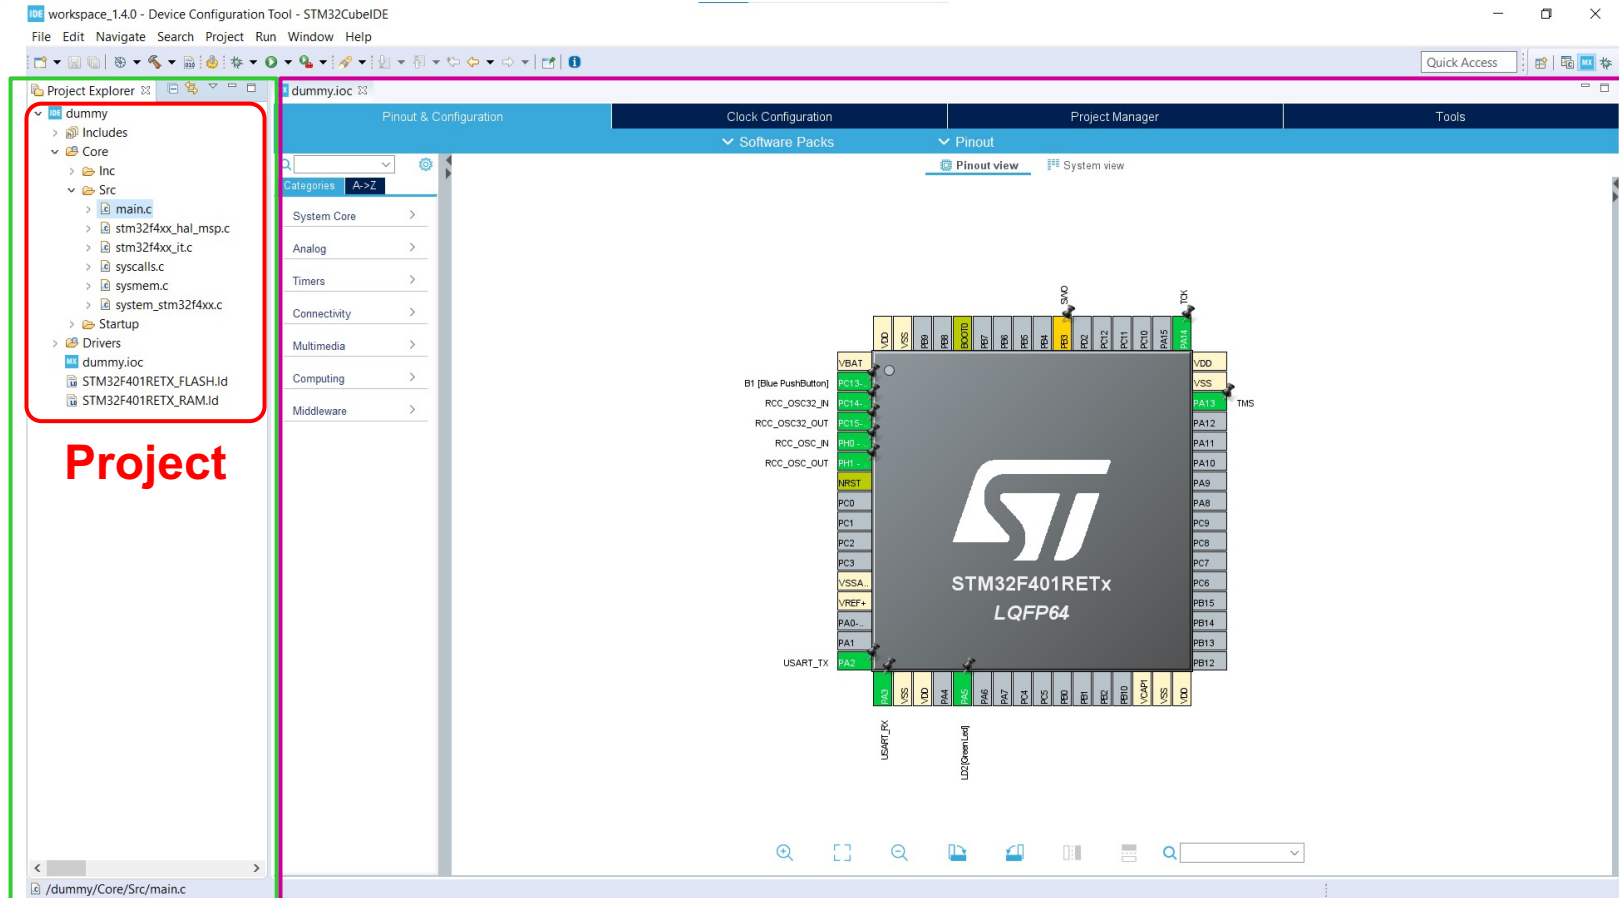 IDE workspace_1.4.0 - Device Configuration Tool - STM32CubeIDE
File Edit Navigate Search Project Run Window Help
Quick Access
MX
Project Explorer
dummy.ioc
IDE dummy
Includes
Core
Inc
Src
main.c
stm32f4xx_hal_msp.c
stm32f4xx_it.c
syscalls.c
sysmem.c
system_stm32f4xx.c
Startup
Drivers
MX dummy.ioc
STM32F401RETX_FLASH.ld
STM32F401RETX_RAM.ld
Project
Pinout & Configuration
Clock Configuration
Project Manager
Tools
Software Packs
Pinout
Pinout view
System view
Categories
A->Z
System Core
Analog
Timers
Connectivity
Multimedia
Computing
Middleware
SWO
TCK
VDD
VSS
PB9
PB8
BOOT0
PB7
PB6
PB5
PB4
PB3
PD2
PC12
PC11
PC10
PA15
PA14
VBAT
B1 [Blue PushButton] PC13-..
RCC_OSC32_IN PC14-..
RCC_OSC32_OUT PC15-..
RCC_OSC_IN PH0 -..
RCC_OSC_OUT PH1 -..
NRST
PC0
PC1
PC2
PC3
VSSA..
VREF+
PA0-..
PA1
USART_TX PA2
VDD
VSS
PA13 TMS
PA12
PA11
PA10
PA9
PA8
PC9
PC8
PC7
PC6
PB15
PB14
PB13
PB12
ST
STM32F401RETx
LQFP64
PA3
VSS
VDD
PA4
PA5
PA6
PA7
PC4
PC5
PB0
PB1
PB2
PB10
VCAP1
VSS
VDD
USART_RX
LD2 [Green Led]
/dummy/Core/Src/main.c